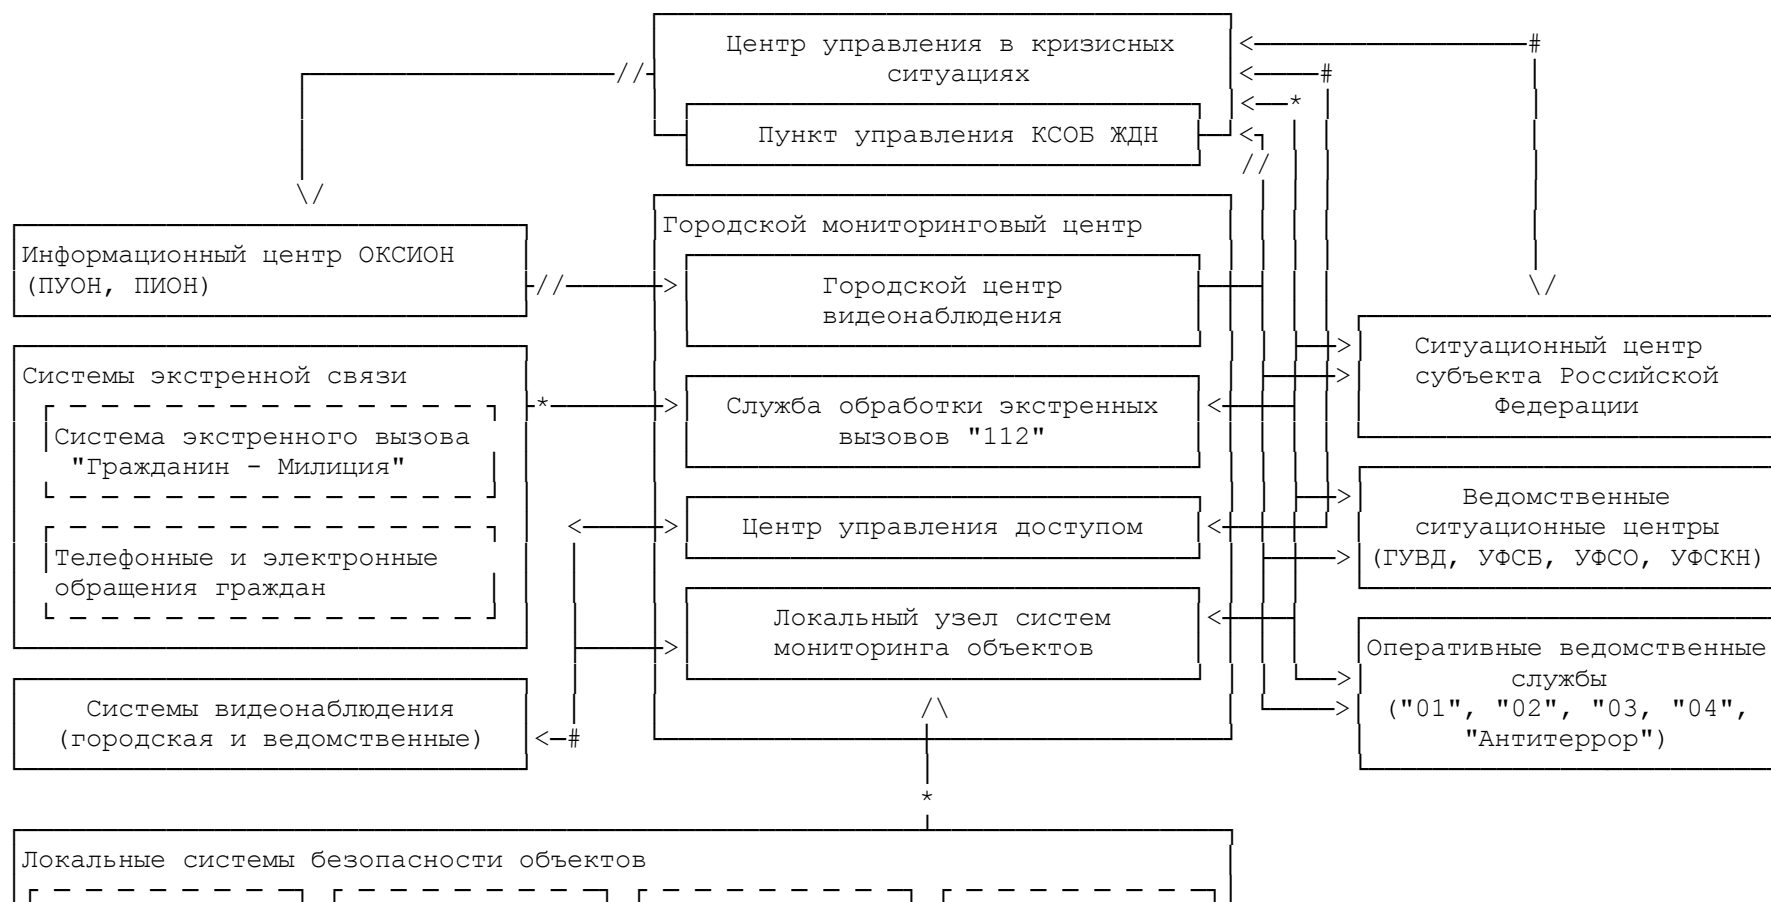 Центр управления в кризисных
ситуациях
Пункт управления КСОБ ЖДН
Информационный центр ОКСИОН
(ПУОН, ПИОН)
Городской мониторинговый центр
Городской центр
видеонаблюдения
Системы экстренной связи
Система экстренного вызова
"Гражданин - Милиция"
Телефонные и электронные
обращения граждан
Служба обработки экстренных
вызовов "112"
Центр управления доступом
Локальный узел систем
мониторинга объектов
Ситуационный центр
субъекта Российской
Федерации
Ведомственные
ситуационные центры
(ГУВД, УФСБ, УФСО, УФСКН)
Оперативные ведомственные
службы
("01", "02", "03, "04",
"Антитеррор")
Системы видеонаблюдения
(городская и ведомственные)
Локальные системы безопасности объектов